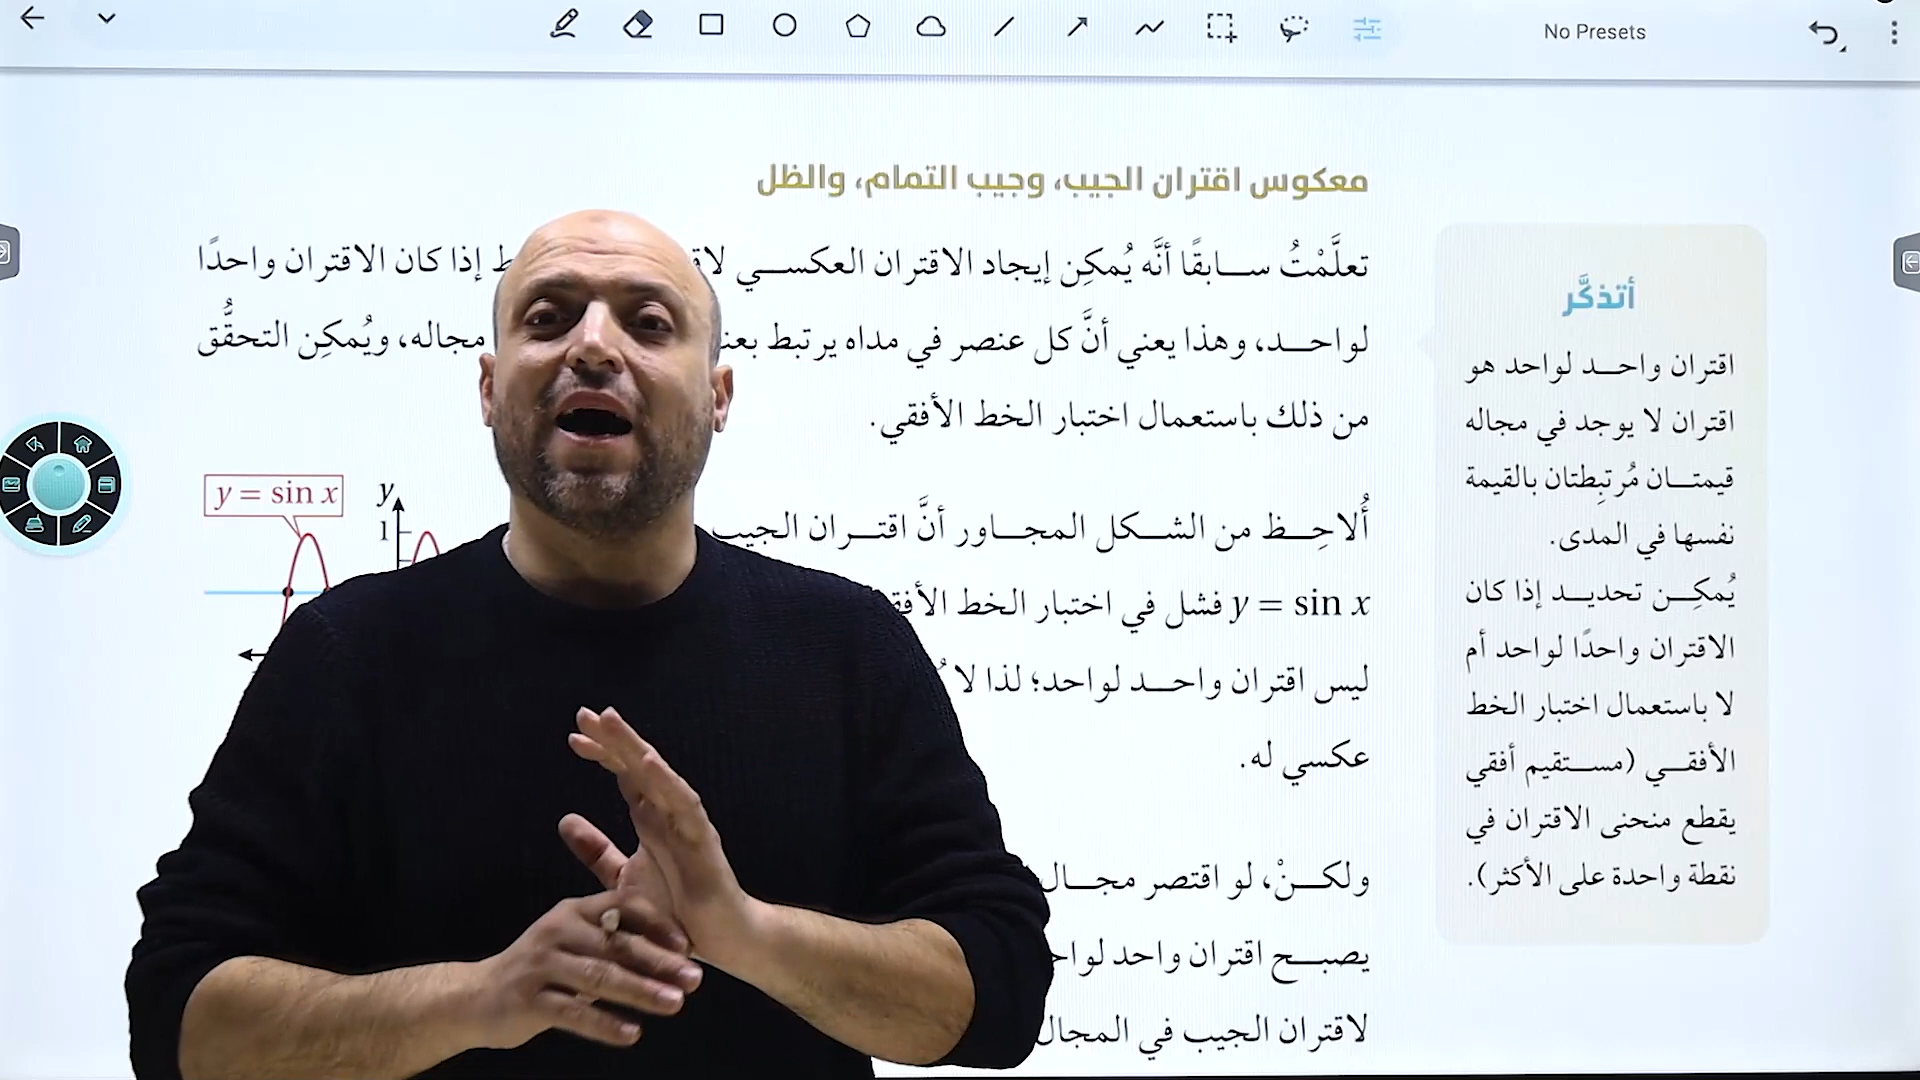 No Presets
معكوس اقتران الجيب، وجيب التمام، والظل
تعلَّمْتُ سابقًا أنَّه يُمكِن إيجاد الاقتران العكسي إذا كان الاقتران واحدًا
لواحد، وهذا يعني أنَّ كل عنصر في مداه يرتبط مجاله، ويُمكِن التحقُّق
من ذلك باستعمال اختبار الخط الأفقي.
أُلاحِظ من الشكل المجاور أنَّ اقتران الجيب
y = sin x فشل في اختبار الخط
ليس اقتران واحد لواحد؛ لذا لا
عكسي له.
ولكنْ، لو اقتصر مجال
يصبح اقتران واحد
لاقتران الجيب في المجال
y = sin x
y
1
أتذكَّر
اقتران واحد لواحد هو
اقتران لا يوجد في مجاله
قيمتان مُرتبِطتان بالقيمة
نفسها في المدى.
يُمكِن تحديد إذا كان
الاقتران واحدًا لواحد أم
لا باستعمال اختبار الخط
الأفقي (مستقيم أفقي
يقطع منحنى الاقتران في
نقطة واحدة على الأكثر).